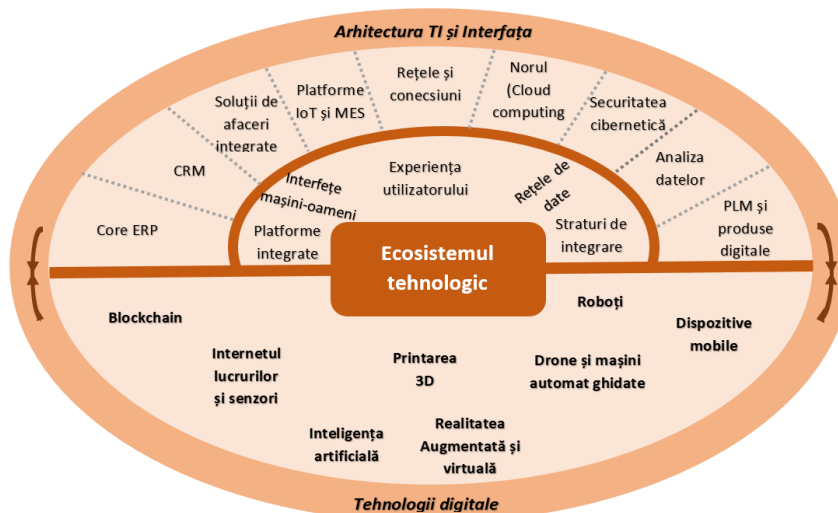 Arhitectura TI și Interfața
Core ERP
CRM
Soluții de
afaceri
integrate
Platforme
IoT și MES
Rețele și
conecsiuni
Norul
(Cloud
computing
Securitatea
cibernetică
Analiza
datelor
PLM și
produse
digitale
Platforme
integrate
Interfețe
mașini-oameni
Experiența
utilizatorului
Rețele de
date
Straturi de
integrare
Ecosistemul
tehnologic
Blockchain
Internetul
lucrurilor
și senzori
Inteligența
artificială
Printarea
3D
Realitatea
Augmentată și
virtuală
Roboți
Drone și mașini
automat ghidate
Dispozitive
mobile
Tehnologii digitale